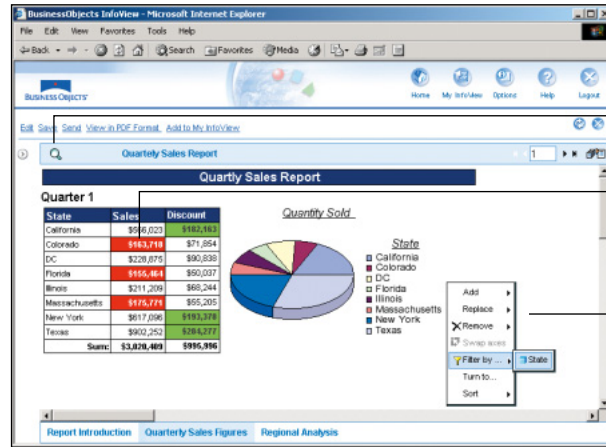 BusinessObjects InfoView - Microsoft Internet Explorer
File Edit View Favorites Tools Help
Back Search Favorites Media
BUSINESS OBJECTS
Home My InfoView Options Help Logout
Edit Save Send View in PDF Format Add to My InfoView
Quartely Sales Report 1
Quartly Sales Report
Quarter 1
State Sales Discount
California $566,023 $182,163
Colorado $163,710 $71,854
DC $228,875 $90,838
Florida $155,464 $50,037
Illinois $211,209 $68,244
Massachusetts $175,771 $55,205
New York $617,096 $193,378
Texas $902,252 $284,277
Sum: $3,020,409 $995,996
Quantity Sold
State
California
Colorado
DC
Florida
Illinois
Massachusetts
New York
Texas
Add
Replace
Remove
Swap axes
Filter by ... State
Turn to...
Sort
Report Introduction Quarterly Sales Figures Regional Analysis